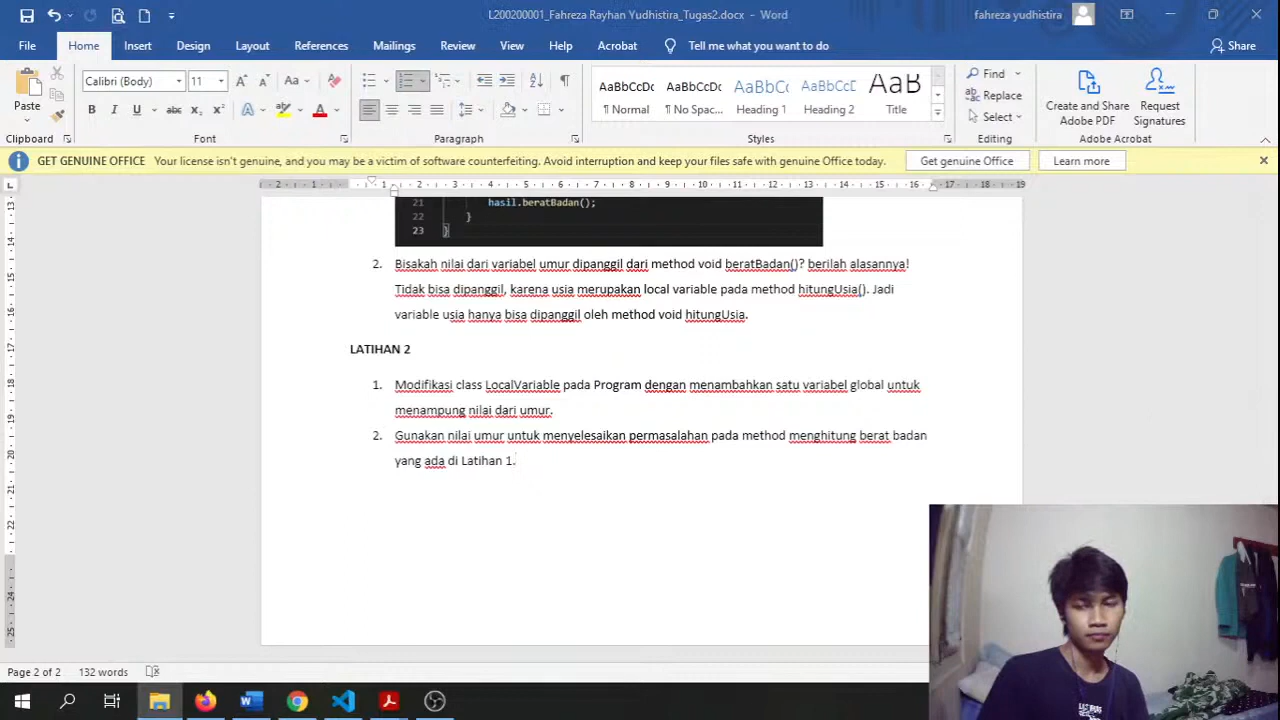 L200200001_Fahreza Rayhan Yudhistira_Tugas2.docx - Word
fahreza yudhistira
File Home Insert Design Layout References Mailings Review View Help Acrobat Tell me what you want to do Share
Paste
Calibri (Body) 11
AaBbCcDc AaBbCcDc AaBbCc AaBbCcD AaB
¶ Normal ¶ No Spac... Heading 1 Heading 2 Title
Find
Replace
Select
Create and Share
Adobe PDF
Request
Signatures
Clipboard Font Paragraph Styles Editing Adobe Acrobat
GET GENUINE OFFICE Your license isn't genuine, and you may be a victim of software counterfeiting. Avoid interruption and keep your files safe with genuine Office today. Get genuine Office Learn more
21 hasil.beratBadan();
22 }
23 }
2. Bisakah nilai dari variabel umur dipanggil dari method void beratBadan()? berilah alasannya!
Tidak bisa dipanggil, karena usia merupakan local variable pada method hitungUsia(). Jadi
variable usia hanya bisa dipanggil oleh method void hitungUsia.
LATIHAN 2
1. Modifikasi class LocalVariable pada Program dengan menambahkan satu variabel global untuk
menampung nilai dari umur.
2. Gunakan nilai umur untuk menyelesaikan permasalahan pada method menghitung berat badan
yang ada di Latihan 1.
Page 2 of 2 132 words